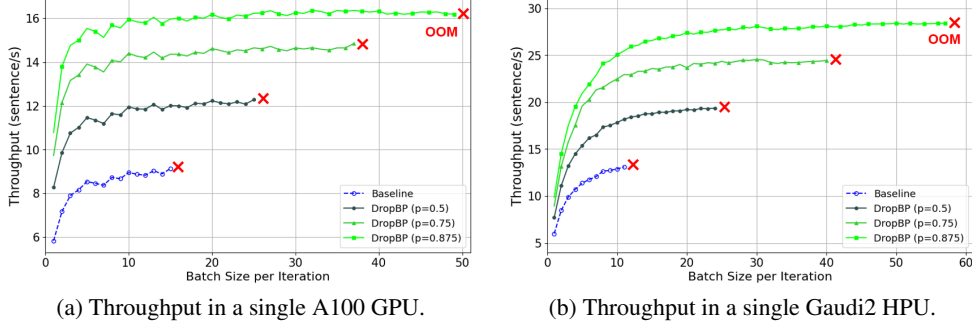 Throughput (sentence/s)
16
14
12
10
8
6
OOM
Baseline
DropBP (p=0.5)
DropBP (p=0.75)
DropBP (p=0.875)
0 10 20 30 40 50
Batch Size per Iteration
(a) Throughput in a single A100 GPU.
Throughput (sentence/s)
30
25
20
15
10
5
OOM
Baseline
DropBP (p=0.5)
DropBP (p=0.75)
DropBP (p=0.875)
0 10 20 30 40 50 60
Batch Size per Iteration
(b) Throughput in a single Gaudi2 HPU.